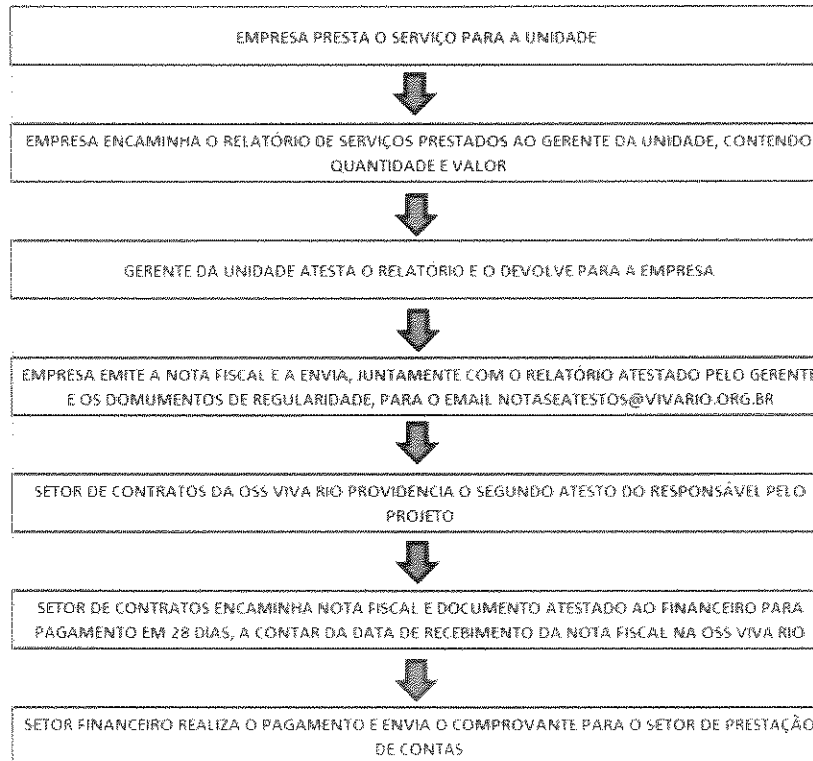 EMPRESA PRESTA O SERVIÇO PARA A UNIDADE
EMPRESA ENCAMINHA O RELATÓRIO DE SERVIÇOS PRESTADOS AO GERENTE DA UNIDADE, CONTENDO
QUANTIDADE E VALOR
GERENTE DA UNIDADE ATESTA O RELATÓRIO E O DEVOLVE PARA A EMPRESA
EMPRESA EMITE A NOTA FISCAL E A ENVIA, JUNTAMENTE COM O RELATÓRIO ATESTADO PELO GERENTE
E OS DOMUMENTOS DE REGULARIDADE, PARA O EMAIL NOTASEATESTOS@VIVARIO.ORG.BR
SETOR DE CONTRATOS DA OSS VIVA RIO PROVIDENCIA O SEGUNDO ATESTO DO RESPONSÁVEL PELO
PROJETO
SETOR DE CONTRATOS ENCAMINHA NOTA FISCAL E DOCUMENTO ATESTADO AO FINANCEIRO PARA
PAGAMENTO EM 28 DIAS, A CONTAR DA DATA DE RECEBIMENTO DA NOTA FISCAL NA OSS VIVA RIO
SETOR FINANCEIRO REALIZA O PAGAMENTO E ENVIA O COMPROVANTE PARA O SETOR DE PRESTAÇÃO
DE CONTAS